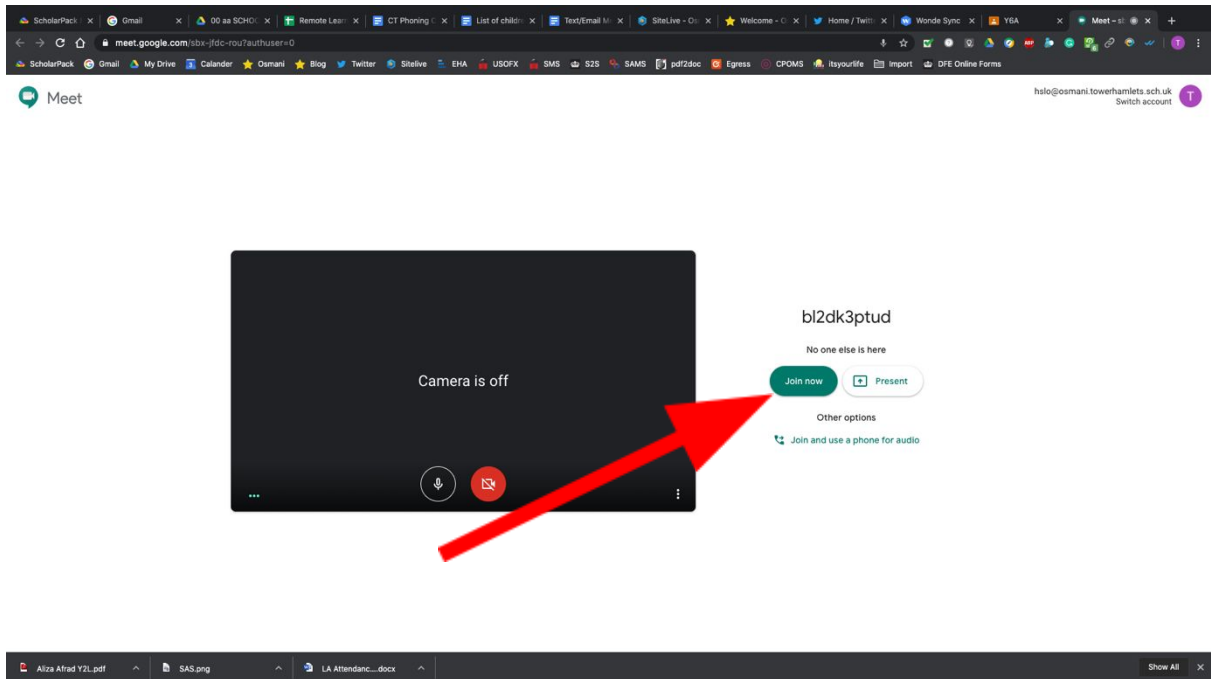 ScholarPack Gmail 00 aa SCHOC Remote Learn CT Phoning C List of childre Text/Email M SiteLive - Os Welcome - O Home / Twitt Wonde Sync Y6A Meet – sb
meet.google.com/sbx-jfdc-rou?authuser=0
ScholarPack Gmail My Drive Calander Osmani Blog Twitter Sitelive EHA USOFX SMS S2S SAMS pdf2doc Egress CPOMS itsyourlife Import DFE Online Forms
Meet
hslo@osmani.towerhamlets.sch.uk
Switch account
T
bl2dk3ptud
No one else is here
Camera is off
Join now Present
Other options
Join and use a phone for audio
Aliza Afrad Y2L.pdf SAS.png LA Attendanc....docx Show All